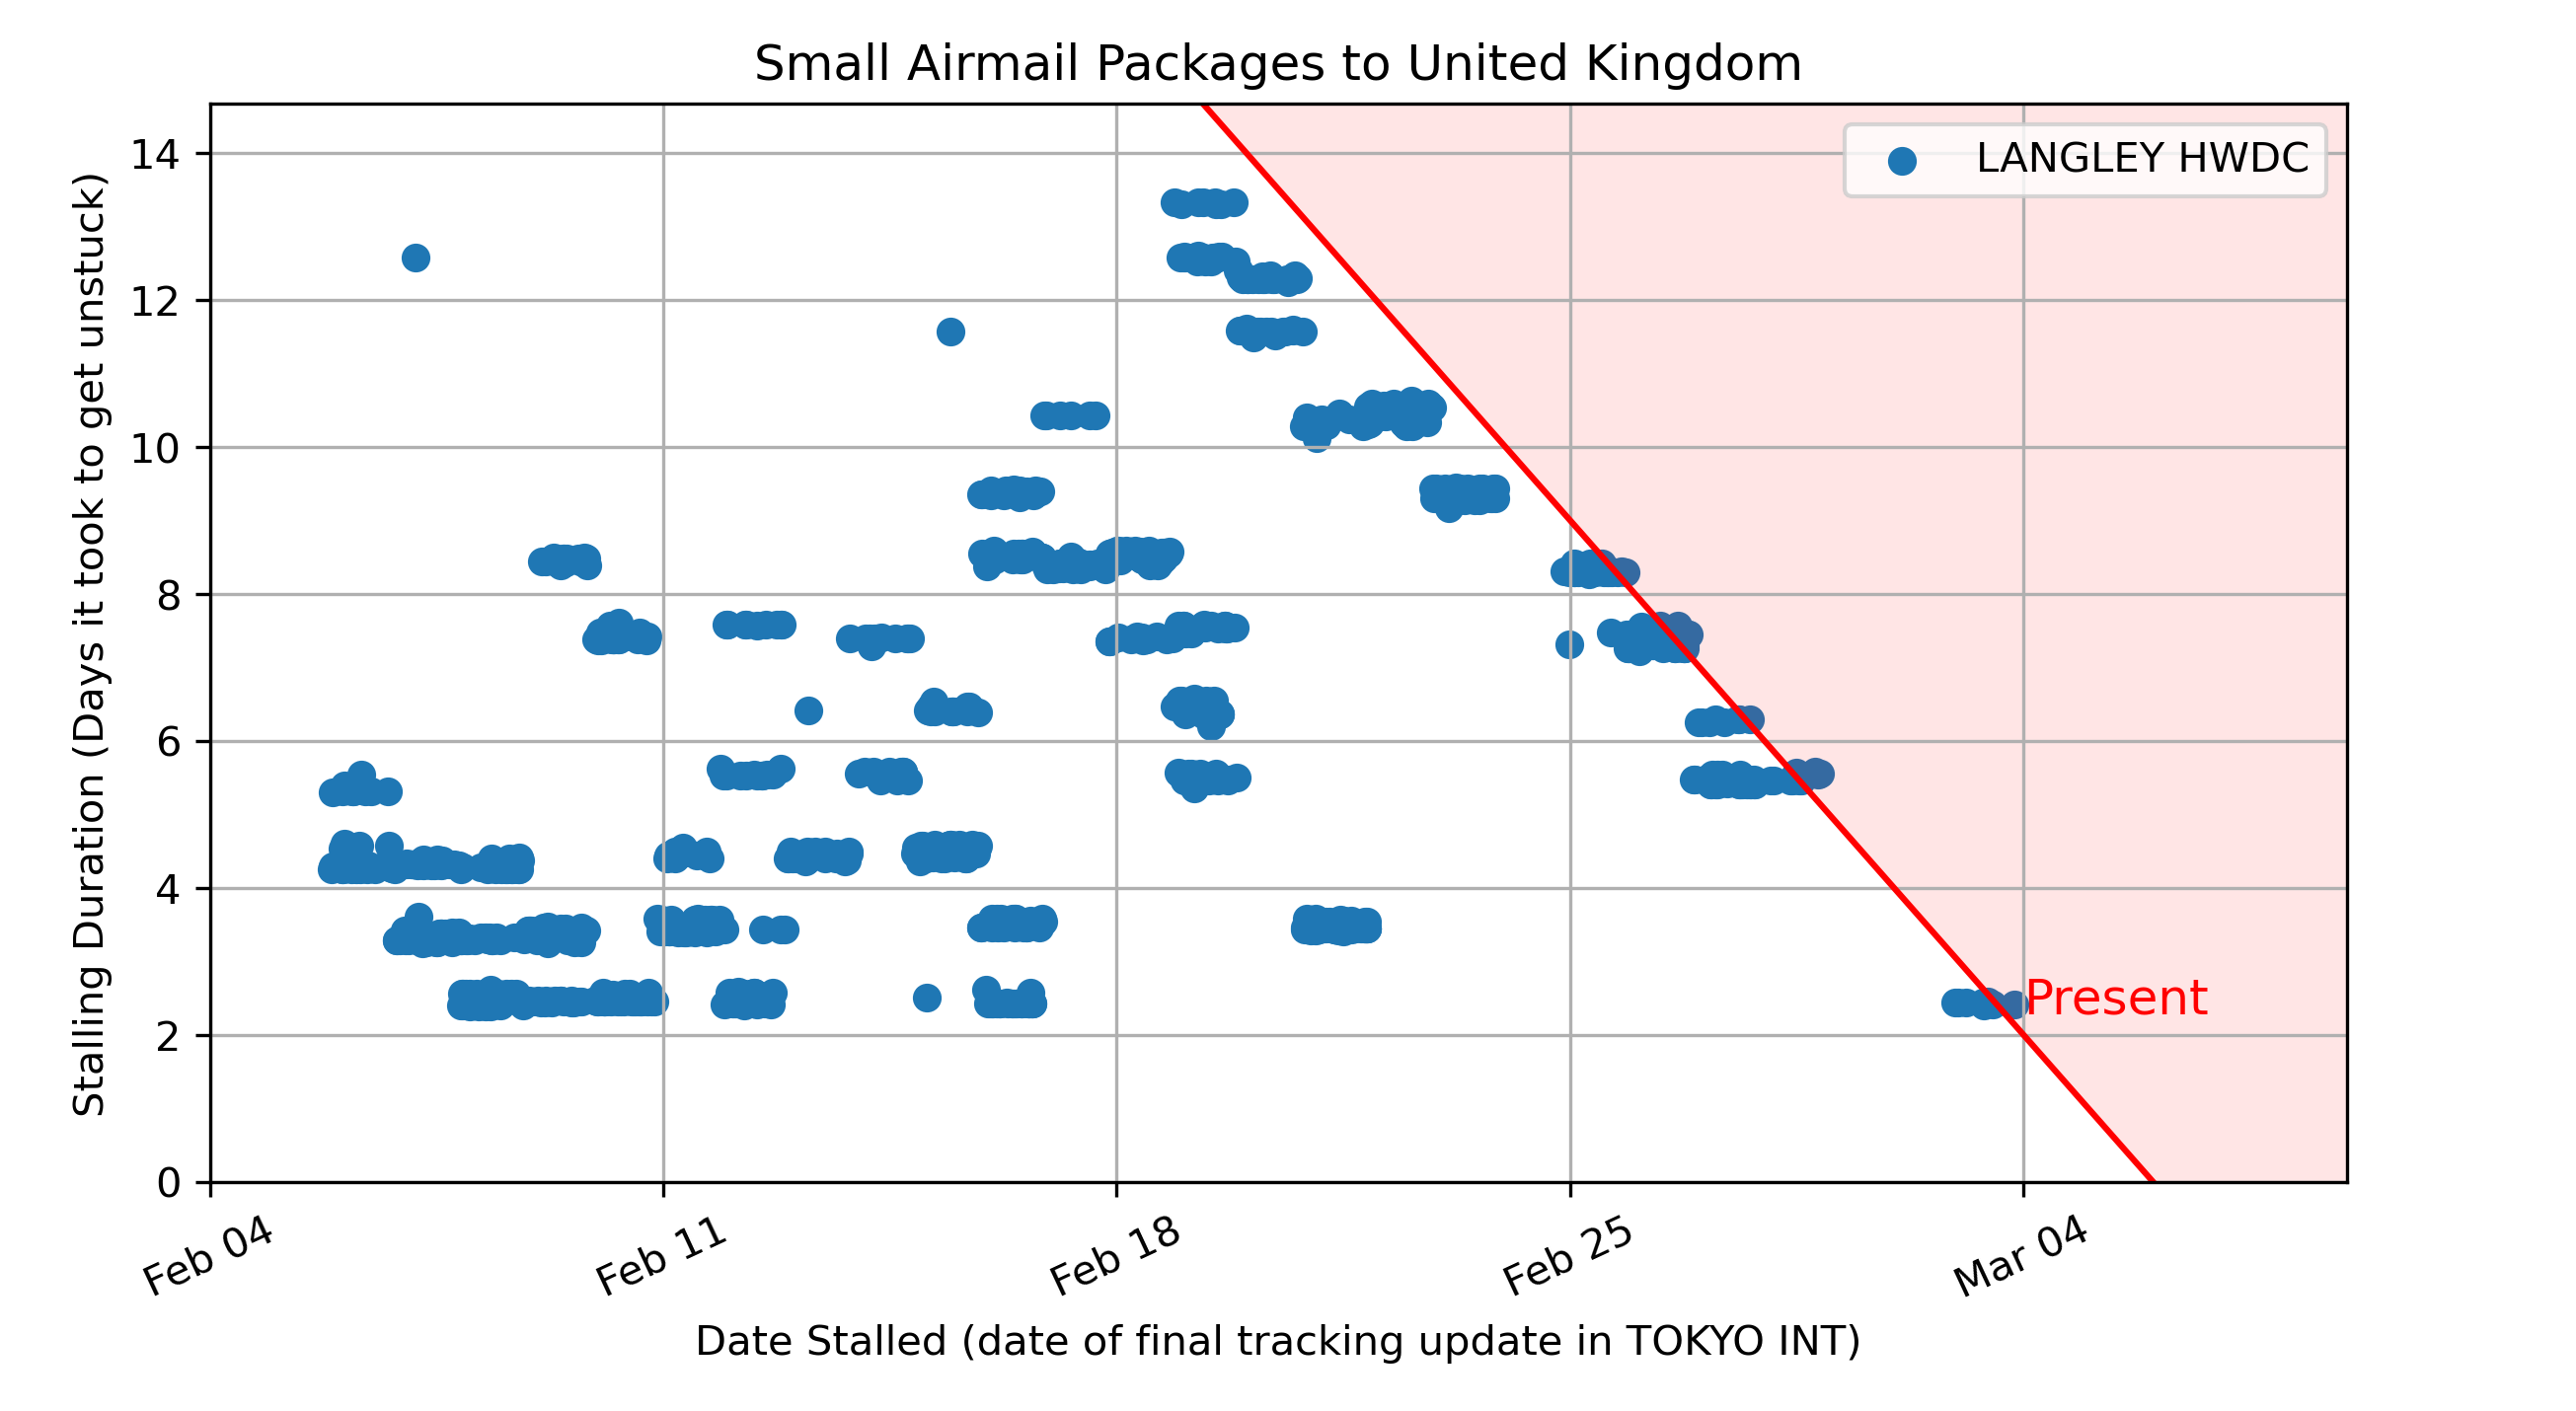 Small Airmail Packages to United Kingdom
LANGLEY HWDC
Stalling Duration (Days it took to get unstuck)
14
12
10
8
6
4
2
0
Present
Feb 04
Feb 11
Feb 18
Feb 25
Mar 04
Date Stalled (date of final tracking update in TOKYO INT)